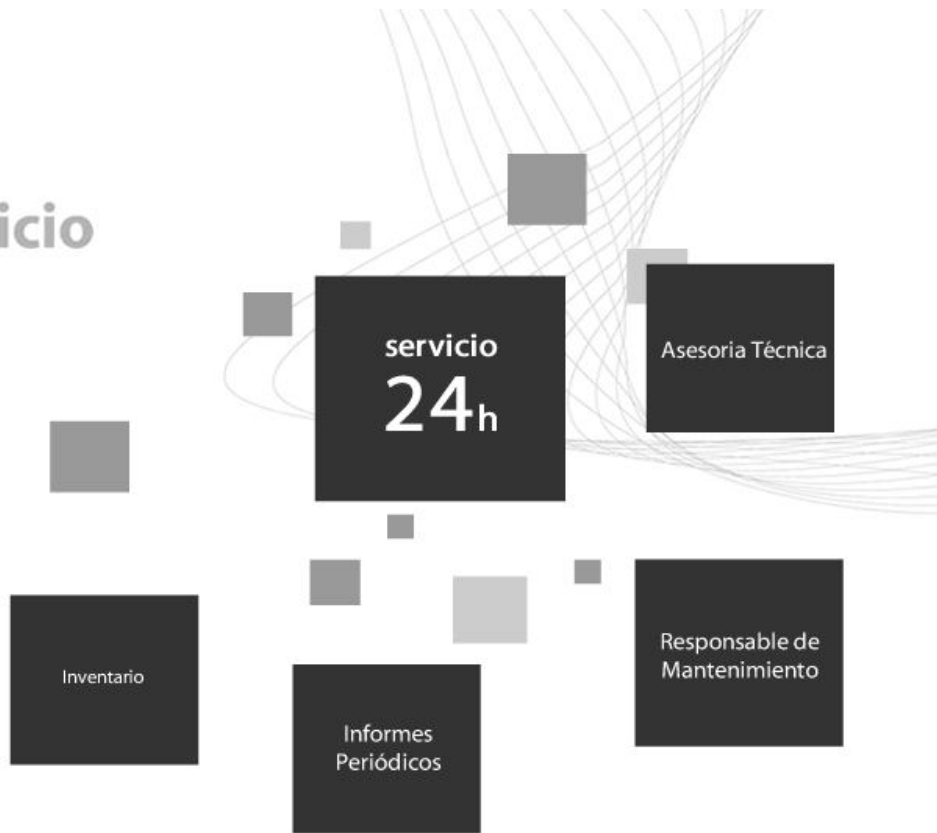 icio
servicio
24h
Asesoria Técnica
Responsable de
Mantenimiento
Inventario
Informes
Periódicos